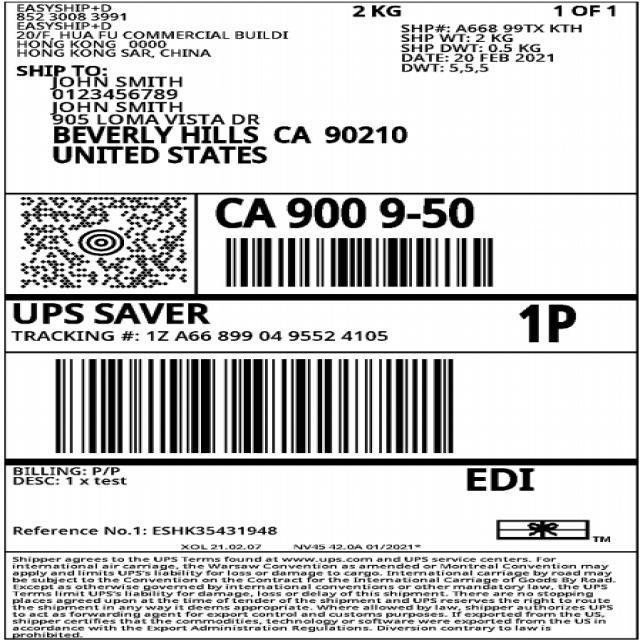 EASYSHIP+D
852 3008 3991
EASYSHIP+D
20/F, HUA FU COMMERCIAL BUILDI
HONG KONG 0000
HONG KONG SAR, CHINA
2 KG
1 OF 1
SHP#: A668 99TX KTH
SHP WT: 2 KG
SHP DWT: 0.5 KG
DATE: 20 FEB 2021
DWT: 5,5,5
SHIP TO:
JOHN SMITH
0123456789
JOHN SMITH
905 LOMA VISTA DR
BEVERLY HILLS CA 90210
UNITED STATES
CA 900 9-50
UPS SAVER
TRACKING #: 1Z A66 899 04 9552 4105
1P
BILLING: P/P
DESC: 1 x test
EDI
Reference No.1: ESHK35431948
TM
XOL 21.02.07 NV45 42.0A 01/2021*
Shipper agrees to the UPS Terms found at www.ups.com and UPS service centers. For
international air carriage, the Warsaw Convention as amended or Montreal Convention may
apply and limits UPS's liability for loss or damage to cargo. International carriage by road may
be subject to the Convention on the Contract for the International Carriage of Goods By Road.
Except as otherwise governed by international conventions or other mandatory law, the UPS
Terms limit UPS's liability for damage, loss or delay of this shipment. There are no stopping
places agreed upon at the time of tender of the shipment and UPS reserves the right to route
the shipment in any way it deems appropriate. Where allowed by law, shipper authorizes UPS
to act as forwarding agent for export control and customs purposes. If exported from the US,
shipper certifies that the commodities, technology or software were exported from the US in
accordance with the Export Administration Regulations. Diversion contrary to law is
prohibited.